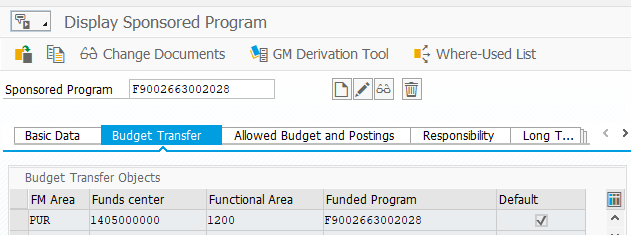 Display Sponsored Program
Change Documents GM Derivation Tool Where-Used List
Sponsored Program F9002663002028
Basic Data Budget Transfer Allowed Budget and Postings Responsibility Long T...
Budget Transfer Objects
FM Area Funds center Functional Area Funded Program Default
PUR 1405000000 1200 F9002663002028